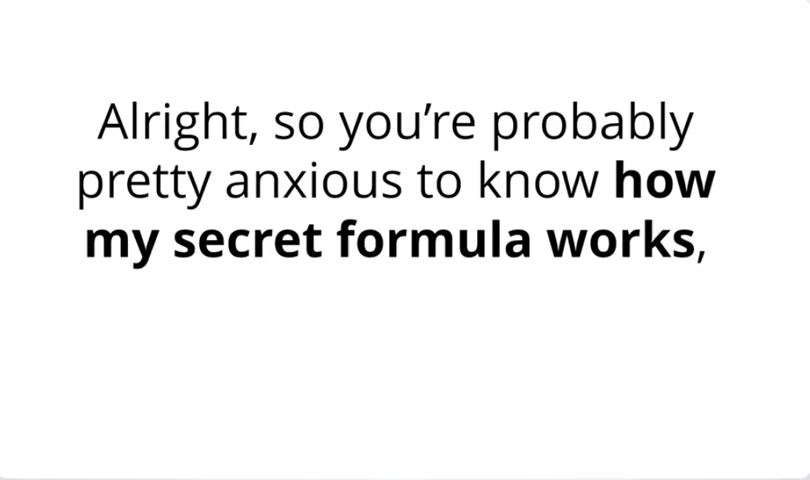 Alright, so you’re probably
pretty anxious to know how
my secret formula works,